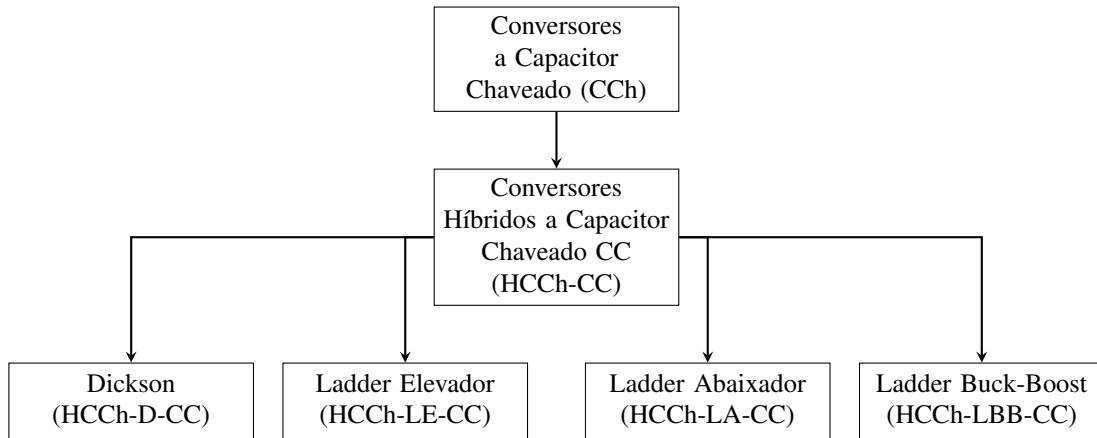 Conversores
a Capacitor
Chaveado (CCh)
Conversores
Híbridos a Capacitor
Chaveado CC
(HCCh-CC)
Dickson
(HCCh-D-CC)
Ladder Elevador
(HCCh-LE-CC)
Ladder Abaixador
(HCCh-LA-CC)
Ladder Buck-Boost
(HCCh-LBB-CC)